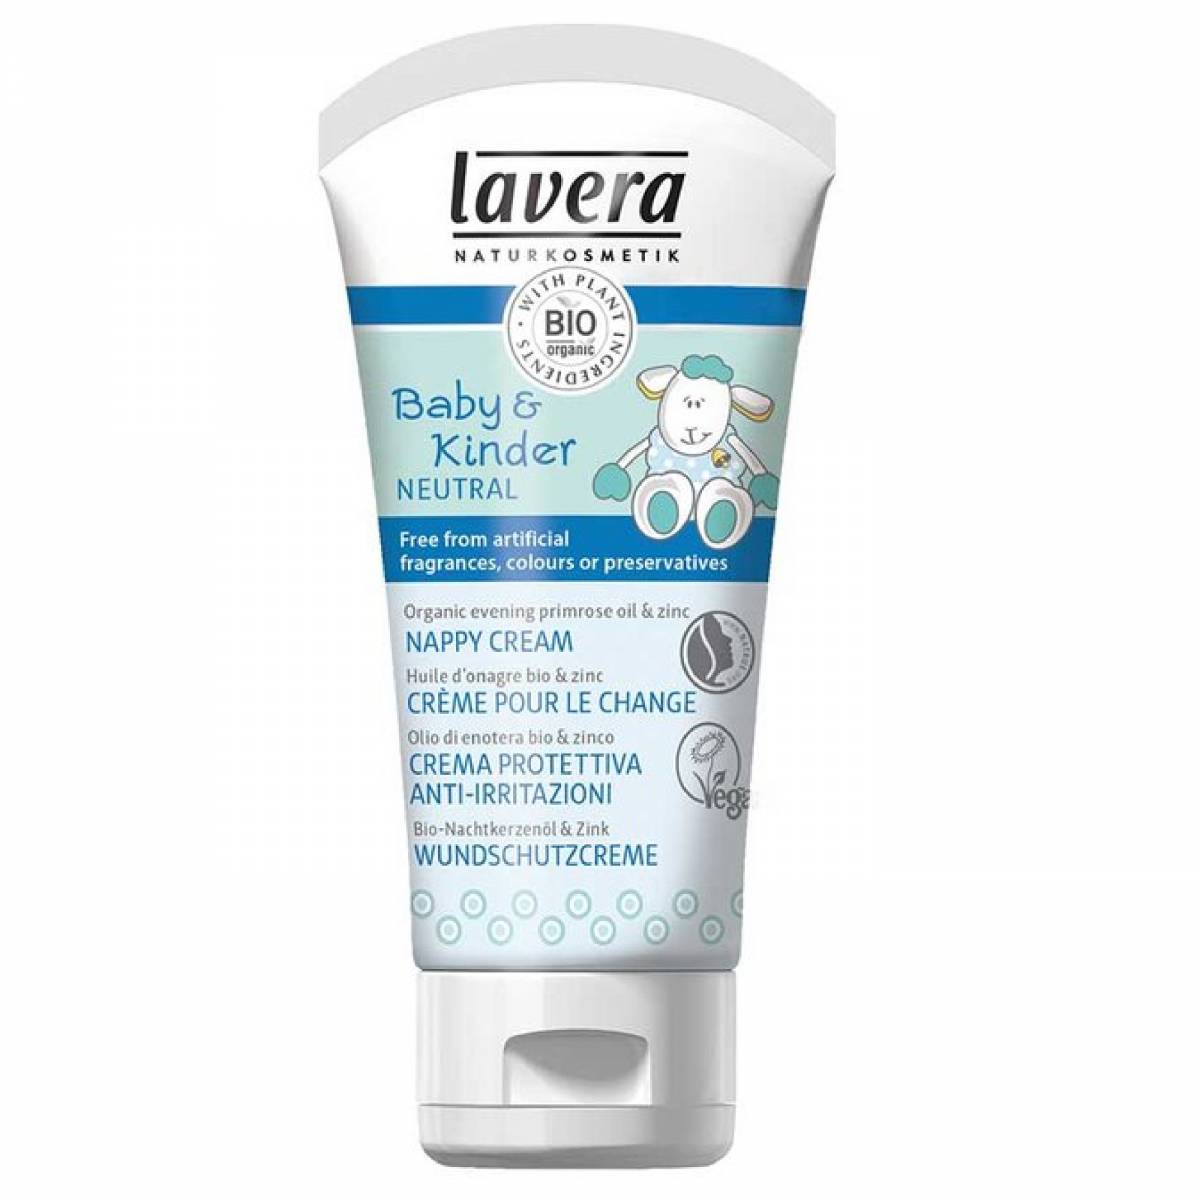 lavera
NATURKOSMETIK
• WITH PLANT INGREDIENTS •
BIO
organic
Baby &
Kinder
NEUTRAL
Free from artificial
fragrances, colours or preservatives
Organic evening primrose oil & zinc
NAPPY CREAM
Huile d'onagre bio & zinc
CRÈME POUR LE CHANGE
Olio di enotera bio & zinco
CREMA PROTETTIVA
ANTI-IRRITAZIONI
Bio-Nachtkerzenöl & Zink
WUNDSCHUTZCREME